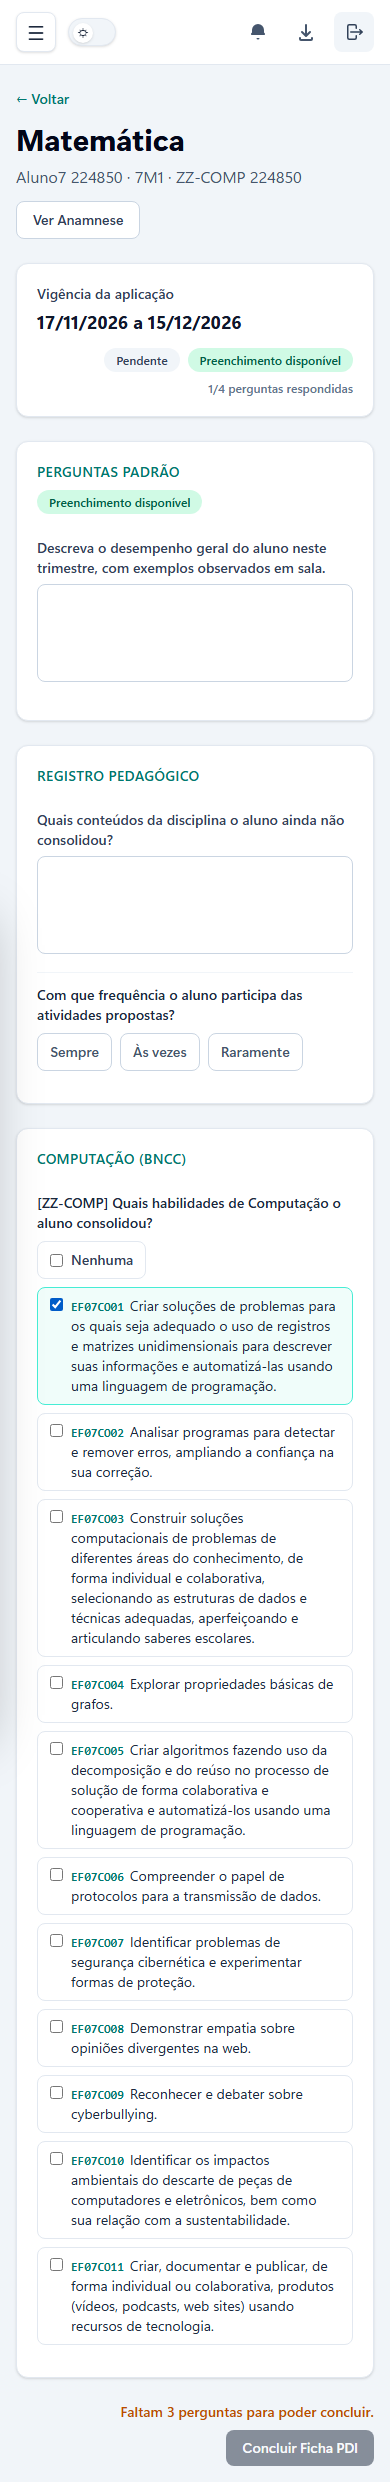 ← Voltar
Matemática
Aluno7 224850 · 7M1 · ZZ-COMP 224850
Ver Anamnese
Vigência da aplicação
17/11/2026 a 15/12/2026
Pendente
Preenchimento disponível
1/4 perguntas respondidas
PERGUNTAS PADRÃO
Preenchimento disponível
Descreva o desempenho geral do aluno neste
trimestre, com exemplos observados em sala.
REGISTRO PEDAGÓGICO
Quais conteúdos da disciplina o aluno ainda não
consolidou?
Com que frequência o aluno participa das
atividades propostas?
Sempre
Às vezes
Raramente
COMPUTAÇÃO (BNCC)
[ZZ-COMP] Quais habilidades de Computação o
aluno consolidou?
Nenhuma
EF07CO01 Criar soluções de problemas para
os quais seja adequado o uso de registros
e matrizes unidimensionais para descrever
suas informações e automatizá-las usando
uma linguagem de programação.
EF07CO02 Analisar programas para detectar
e remover erros, ampliando a confiança na
sua correção.
EF07CO03 Construir soluções
computacionais de problemas de
diferentes áreas do conhecimento, de
forma individual e colaborativa,
selecionando as estruturas de dados e
técnicas adequadas, aperfeiçoando e
articulando saberes escolares.
EF07CO04 Explorar propriedades básicas de
grafos.
EF07CO05 Criar algoritmos fazendo uso da
decomposição e do reúso no processo de
solução de forma colaborativa e
cooperativa e automatizá-los usando uma
linguagem de programação.
EF07CO06 Compreender o papel de
protocolos para a transmissão de dados.
EF07CO07 Identificar problemas de
segurança cibernética e experimentar
formas de proteção.
EF07CO08 Demonstrar empatia sobre
opiniões divergentes na web.
EF07CO09 Reconhecer e debater sobre
cyberbullying.
EF07CO10 Identificar os impactos
ambientais do descarte de peças de
computadores e eletrônicos, bem como
sua relação com a sustentabilidade.
EF07CO11 Criar, documentar e publicar, de
forma individual ou colaborativa, produtos
(vídeos, podcasts, web sites) usando
recursos de tecnologia.
Faltam 3 perguntas para poder concluir.
Concluir Ficha PDI